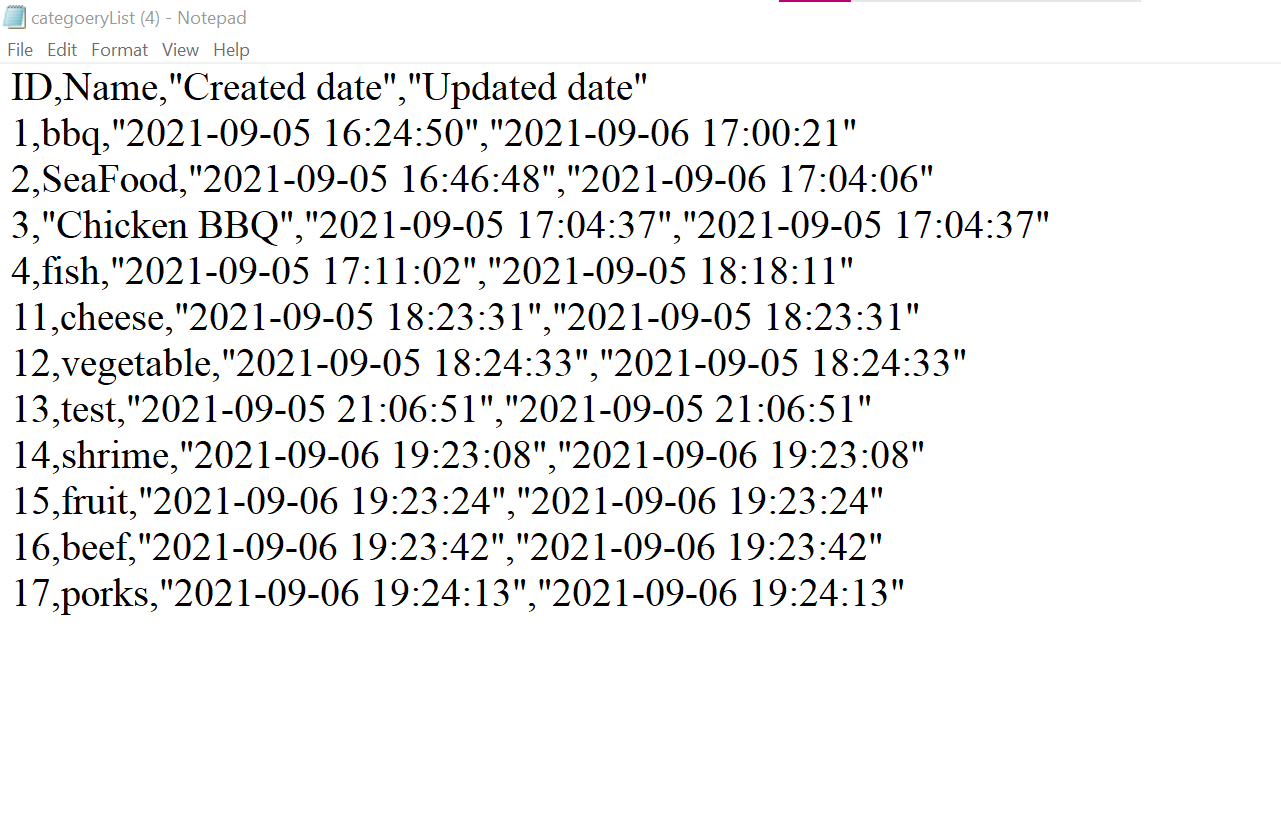 categoeryList (4) - Notepad
File Edit Format View Help
ID,Name,"Created date","Updated date"
1,bbq,"2021-09-05 16:24:50","2021-09-06 17:00:21"
2,SeaFood,"2021-09-05 16:46:48","2021-09-06 17:04:06"
3,"Chicken BBQ","2021-09-05 17:04:37","2021-09-05 17:04:37"
4,fish,"2021-09-05 17:11:02","2021-09-05 18:18:11"
11,cheese,"2021-09-05 18:23:31","2021-09-05 18:23:31"
12,vegetable,"2021-09-05 18:24:33","2021-09-05 18:24:33"
13,test,"2021-09-05 21:06:51","2021-09-05 21:06:51"
14,shrime,"2021-09-06 19:23:08","2021-09-06 19:23:08"
15,fruit,"2021-09-06 19:23:24","2021-09-06 19:23:24"
16,beef,"2021-09-06 19:23:42","2021-09-06 19:23:42"
17,porks,"2021-09-06 19:24:13","2021-09-06 19:24:13"